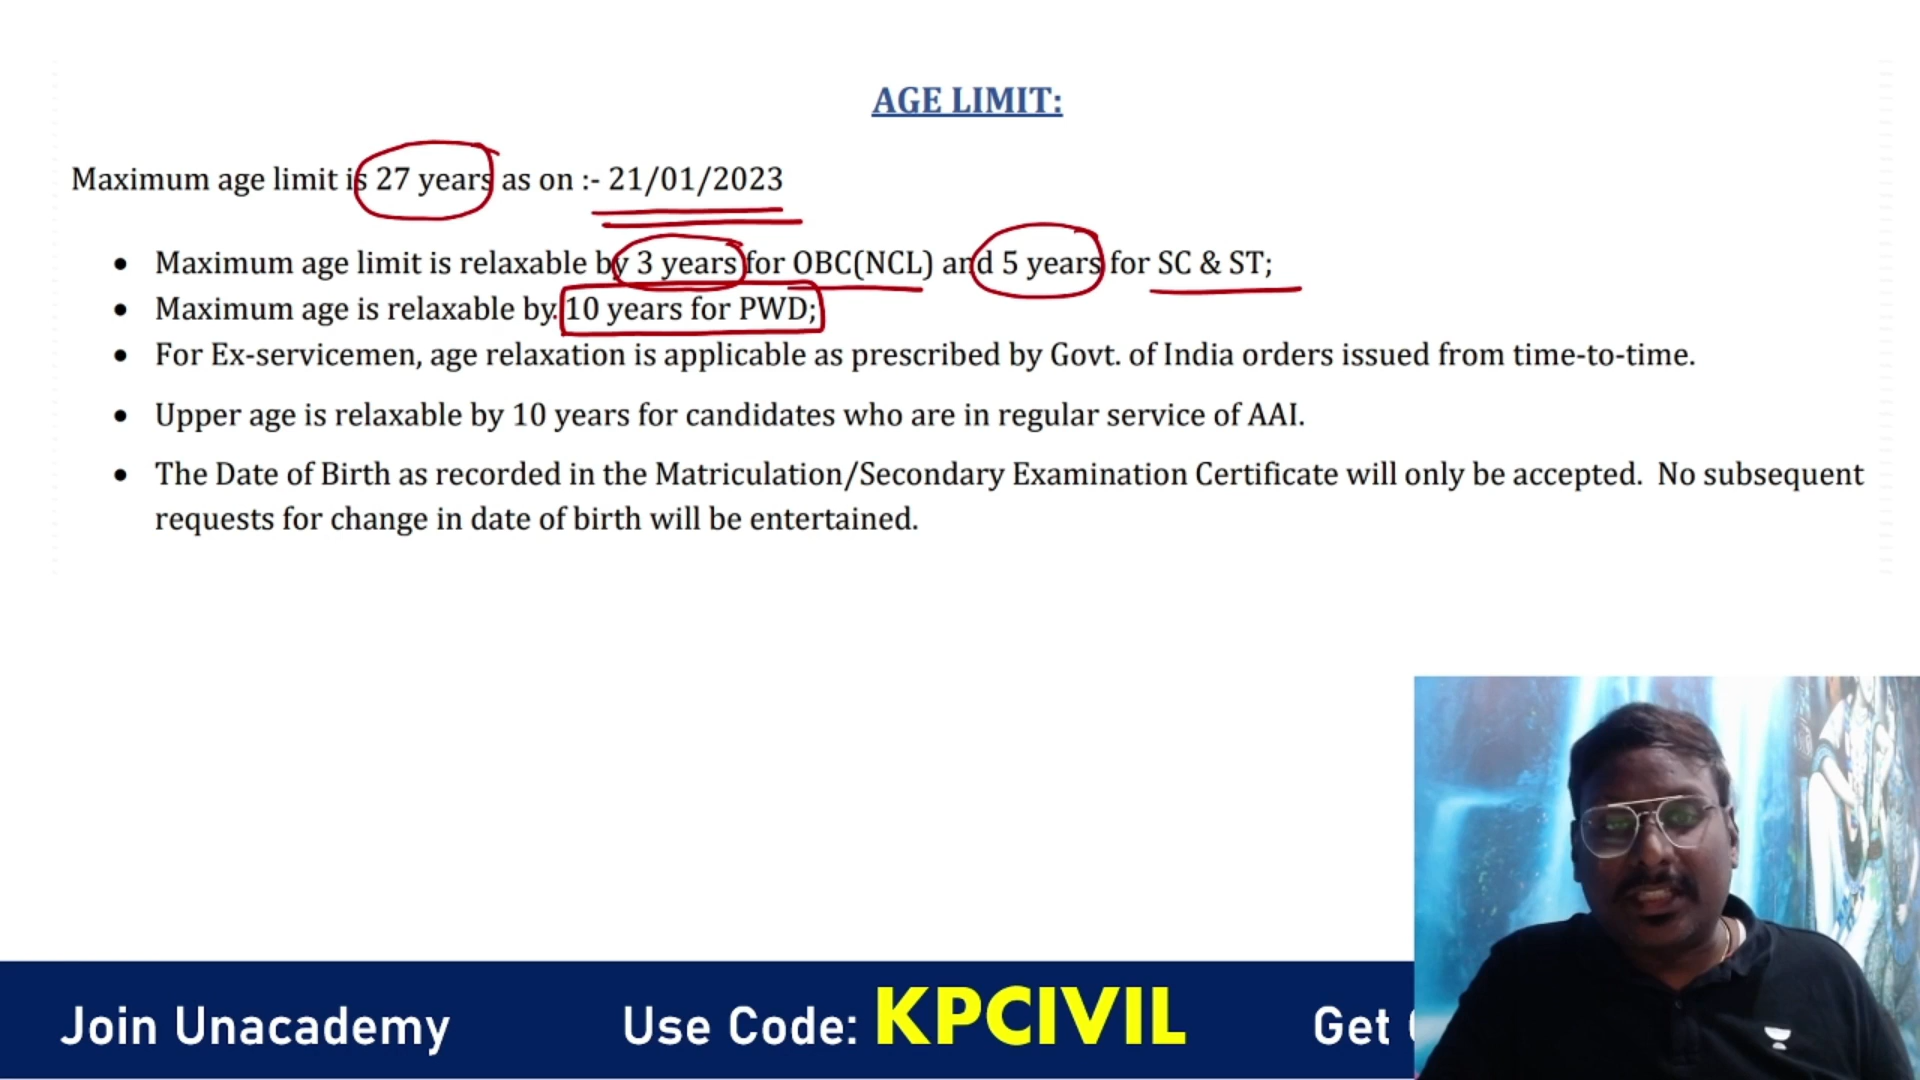 AGE LIMIT:
Maximum age limit is 27 years as on :- 21/01/2023
• Maximum age limit is relaxable by 3 years for OBC(NCL) and 5 years for SC & ST;
• Maximum age is relaxable by. 10 years for PWD;
• For Ex-servicemen, age relaxation is applicable as prescribed by Govt. of India orders issued from time-to-time.
• Upper age is relaxable by 10 years for candidates who are in regular service of AAI.
• The Date of Birth as recorded in the Matriculation/Secondary Examination Certificate will only be accepted. No subsequent
requests for change in date of birth will be entertained.
Join Unacademy Use Code: KPCIVIL Get